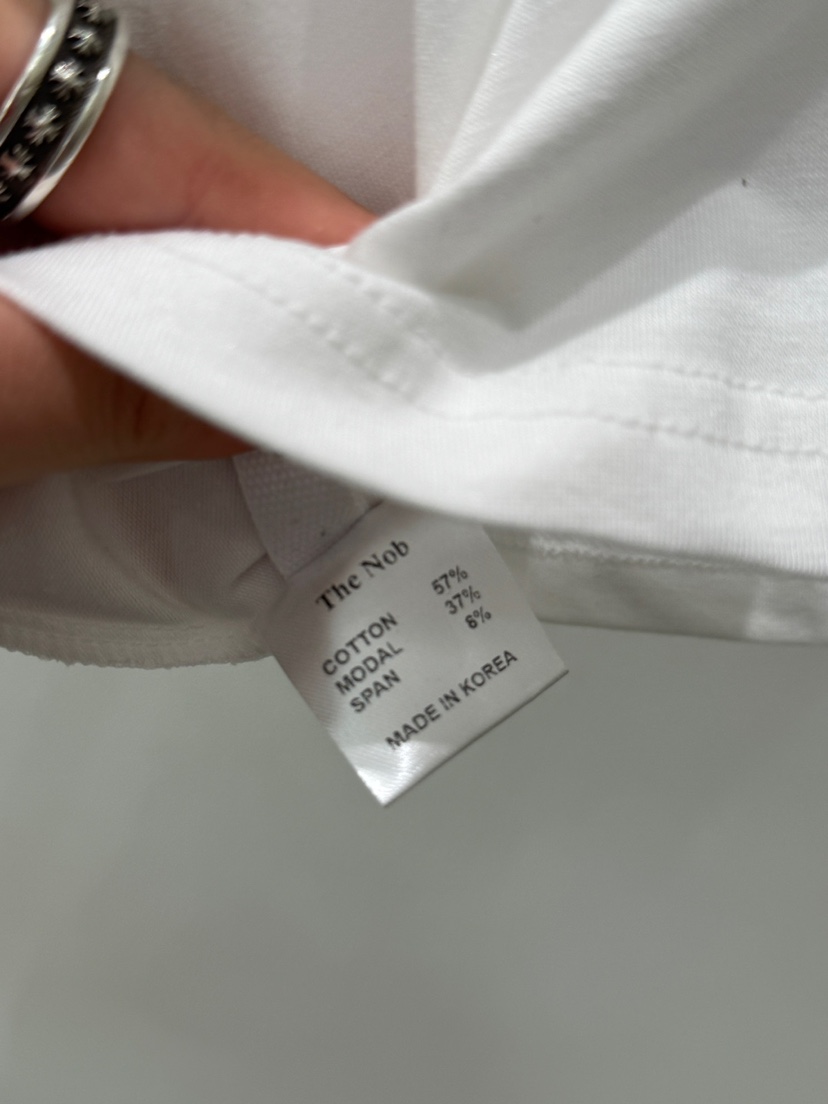 The Nob
COTTON 57%
MODAL 37%
SPAN 6%
MADE IN KOREA